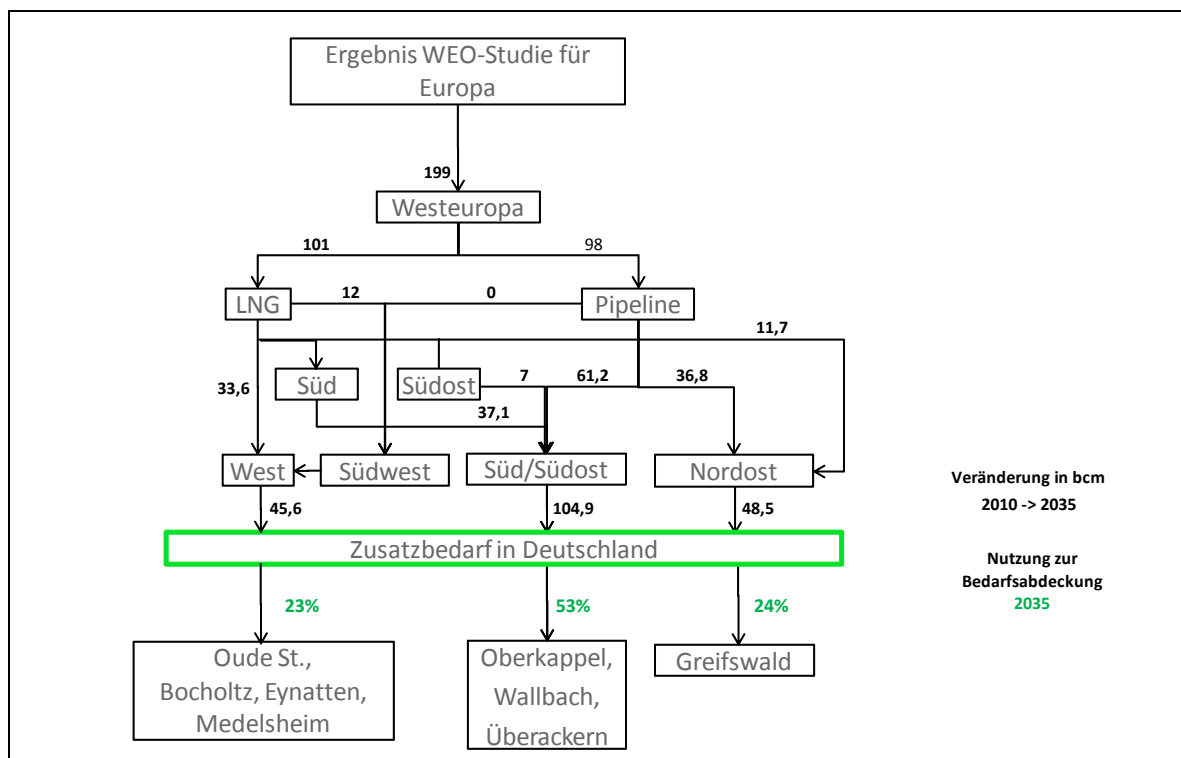 Ergebnis WEO-Studie für
Europa
199
Westeuropa
101
98
LNG
12
0
Pipeline
11,7
33,6
Süd
Südost
7
61,2
36,8
37,1
West
Südwest
Süd/Südost
Nordost
45,6
104,9
48,5
Zusatzbedarf in Deutschland
23%
53%
24%
Oude St.,
Bocholtz, Eynatten,
Medelsheim
Oberkappel,
Wallbach,
Überackern
Greifswald
Veränderung in bcm
2010 -> 2035
Nutzung zur
Bedarfsabdeckung
2035